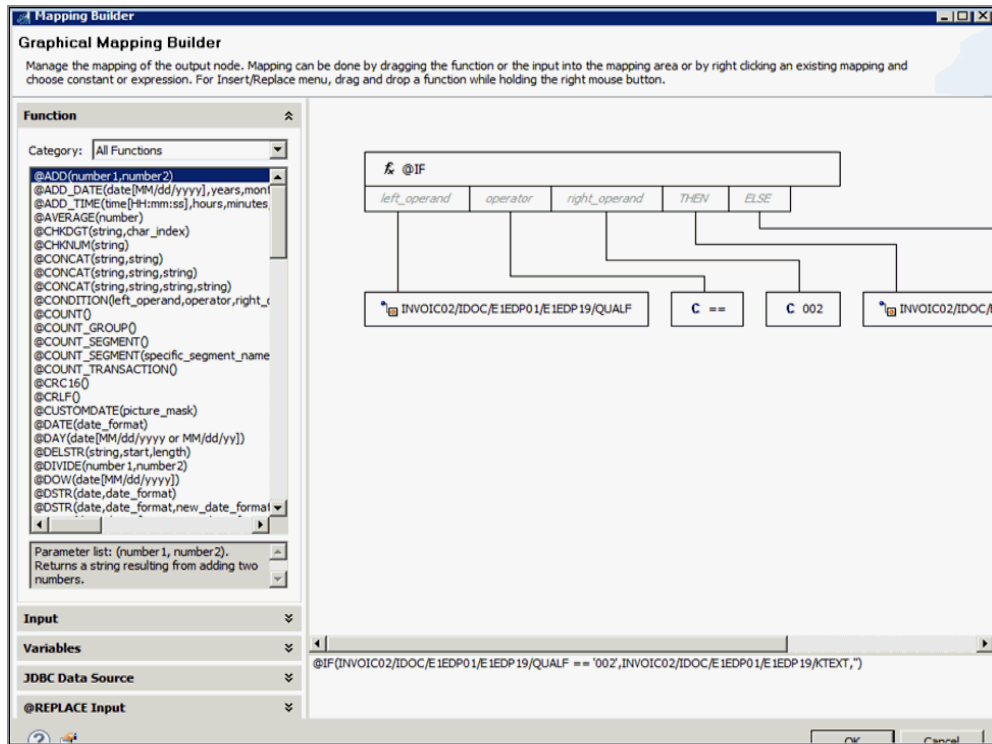 Mapping Builder
Graphical Mapping Builder
Manage the mapping of the output node. Mapping can be done by dragging the function or the input into the mapping area or by right clicking an existing mapping and
choose constant or expression. For Insert/Replace menu, drag and drop a function while holding the right mouse button.
Function
Category: All Functions
@ADD(number1,number2)
@ADD_DATE(date[MM/dd/yyyy],years,mont
@ADD_TIME(time[HH:mm:ss],hours,minutes,
@AVERAGE(number)
@CHKDGT(string,char_index)
@CHKNUM(string)
@CONCAT(string,string)
@CONCAT(string,string,string)
@CONCAT(string,string,string,string)
@CONDITION(left_operand,operator,right_o
@COUNT()
@COUNT_GROUP()
@COUNT_SEGMENT()
@COUNT_SEGMENT(specific_segment_name
@COUNT_TRANSACTION()
@CRC16()
@CRLF()
@CUSTOMDATE(picture_mask)
@DATE(date_format)
@DAY(date[MM/dd/yyyy or MM/dd/yy])
@DELSTR(string,start,length)
@DIVIDE(number1,number2)
@DOW(date[MM/dd/yyyy])
@DSTR(date,date_format)
@DSTR(date,date_format,new_date_format
Parameter list: (number1, number2).
Returns a string resulting from adding two
numbers.
Input
Variables
JDBC Data Source
@REPLACE Input
fx @IF
left_operand operator right_operand THEN ELSE
INVOIC02/IDOC/E1EDP01/E1EDP19/QUALF C == C 002 INVOIC02/IDOC/E
@IF(INVOIC02/IDOC/E1EDP01/E1EDP19/QUALF == '002',INVOIC02/IDOC/E1EDP01/E1EDP19/KTEXT,'')
OK Cancel